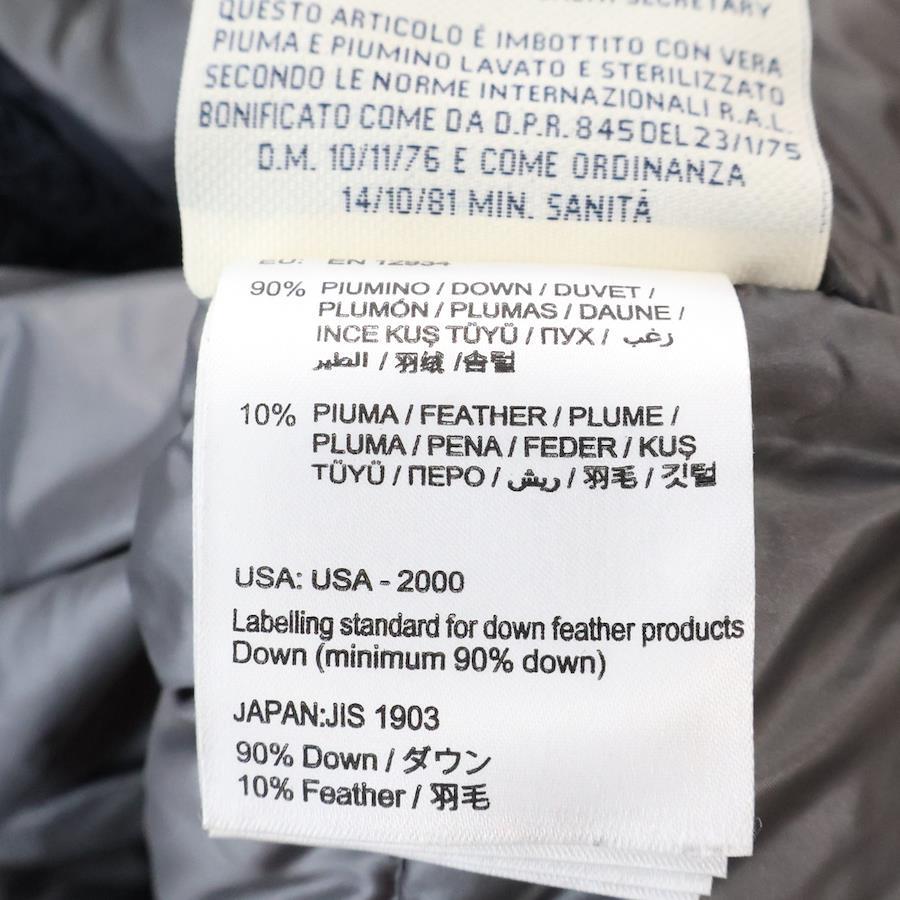 SECRETARY
QUESTO ARTICOLO É IMBOTTITO CON VERA
PIUMA E PIUMINO LAVATO E STERILIZZATO
SECONDO LE NORME INTERNAZIONALI R.A.L.
BONIFICATO COME DA D.P.R. 845 DEL 23/1/75
D.M. 10/11/76 E COME ORDINANZA
14/10/81 MIN. SANITÁ
EU: EN 12934
90% PIUMINO / DOWN / DUVET /
PLUMÓN / PLUMAS / DAUNE /
INCE KUŞ TÜYÜ / ПУХ / زغب
الطير / 羽绒 / 솜털
10% PIUMA / FEATHER / PLUME /
PLUMA / PENA / FEDER / KUŞ
TÜYÜ / ПЕРО / ريش / 羽毛 / 깃털
USA: USA - 2000
Labelling standard for down feather products
Down (minimum 90% down)
JAPAN:JIS 1903
90% Down / ダウン
10% Feather / 羽毛